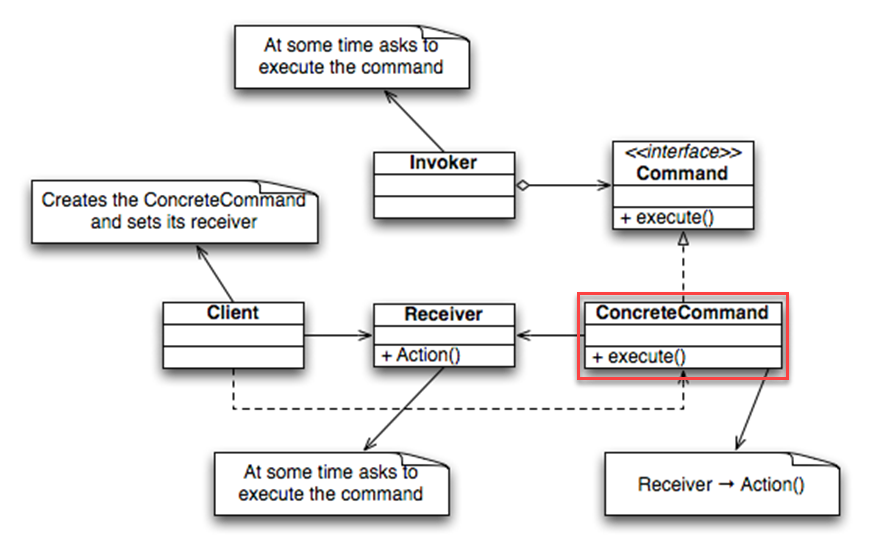 At some time asks to
execute the command
Invoker
<<interface>>
Command
+ execute()
Creates the ConcreteCommand
and sets its receiver
Client
Receiver
+ Action()
ConcreteCommand
+ execute()
At some time asks to
execute the command
Receiver → Action()